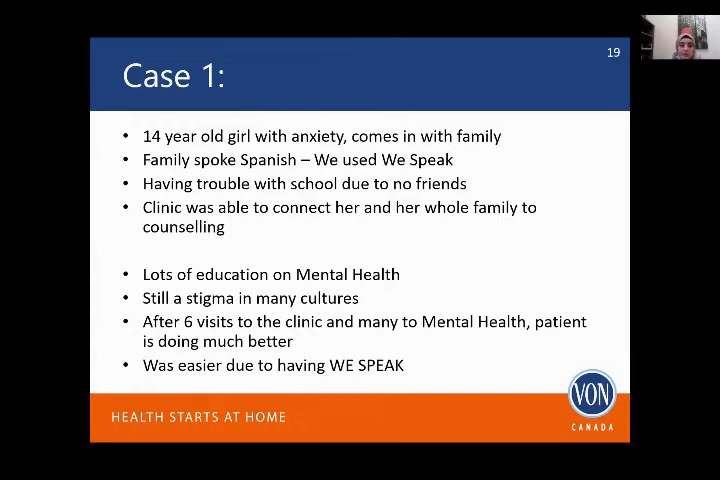 19
Case 1:
• 14 year old girl with anxiety, comes in with family
• Family spoke Spanish – We used We Speak
• Having trouble with school due to no friends
• Clinic was able to connect her and her whole family to
counselling
• Lots of education on Mental Health
• Still a stigma in many cultures
• After 6 visits to the clinic and many to Mental Health, patient
is doing much better
• Was easier due to having WE SPEAK
HEALTH STARTS AT HOME
VON
CANADA